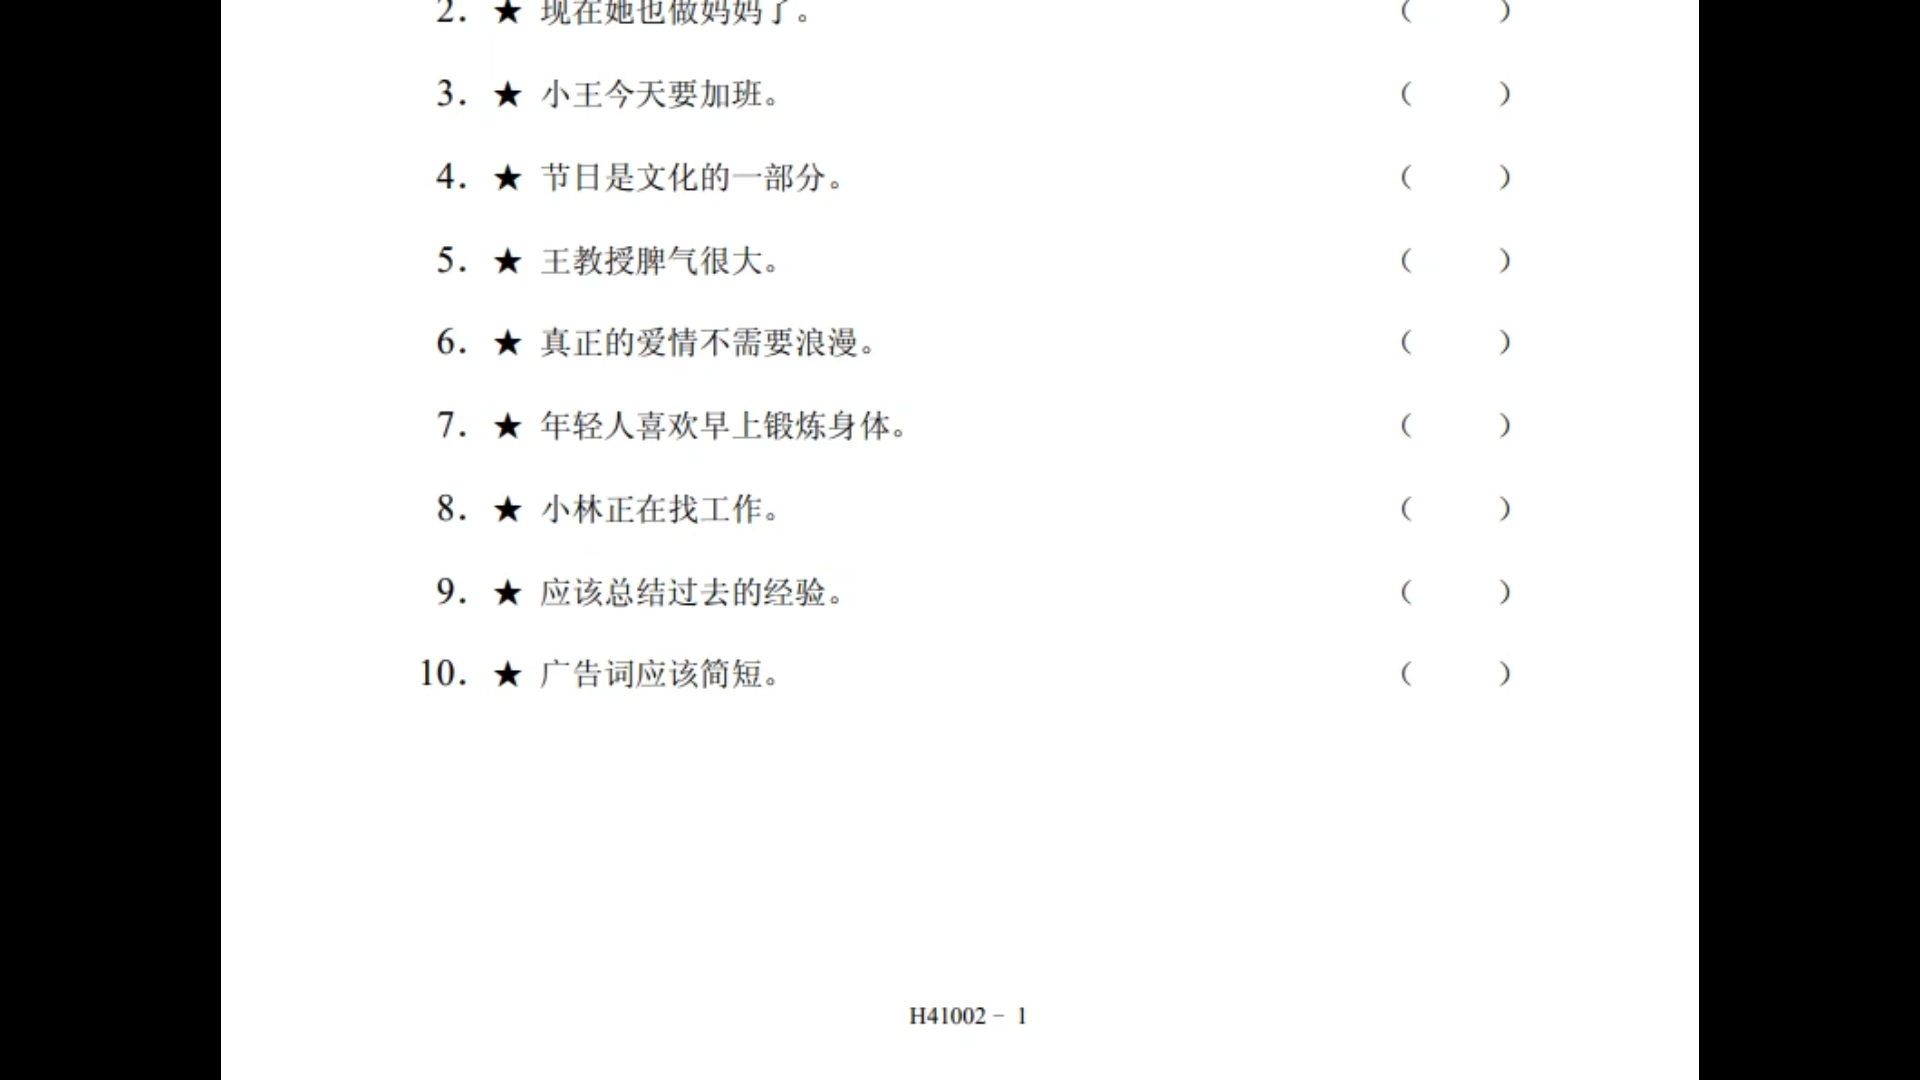 2. ★ 现在她也做妈妈了。 ( )
3. ★ 小王今天要加班。 ( )
4. ★ 节日是文化的一部分。 ( )
5. ★ 王教授脾气很大。 ( )
6. ★ 真正的爱情不需要浪漫。 ( )
7. ★ 年轻人喜欢早上锻炼身体。 ( )
8. ★ 小林正在找工作。 ( )
9. ★ 应该总结过去的经验。 ( )
10. ★ 广告词应该简短。 ( )
H41002 - 1